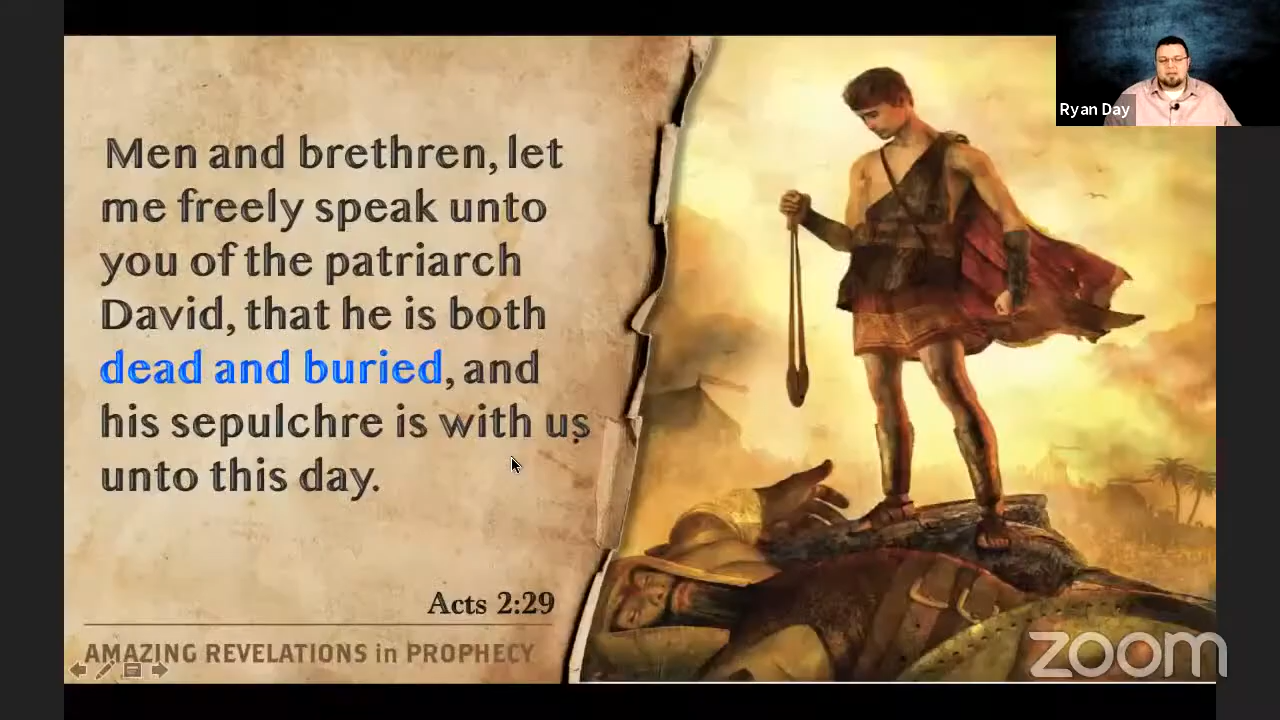 Men and brethren, let
me freely speak unto
you of the patriarch
David, that he is both
dead and buried, and
his sepulchre is with us
unto this day.
Acts 2:29
AMAZING REVELATIONS in PROPHECY
Ryan Day
zoom